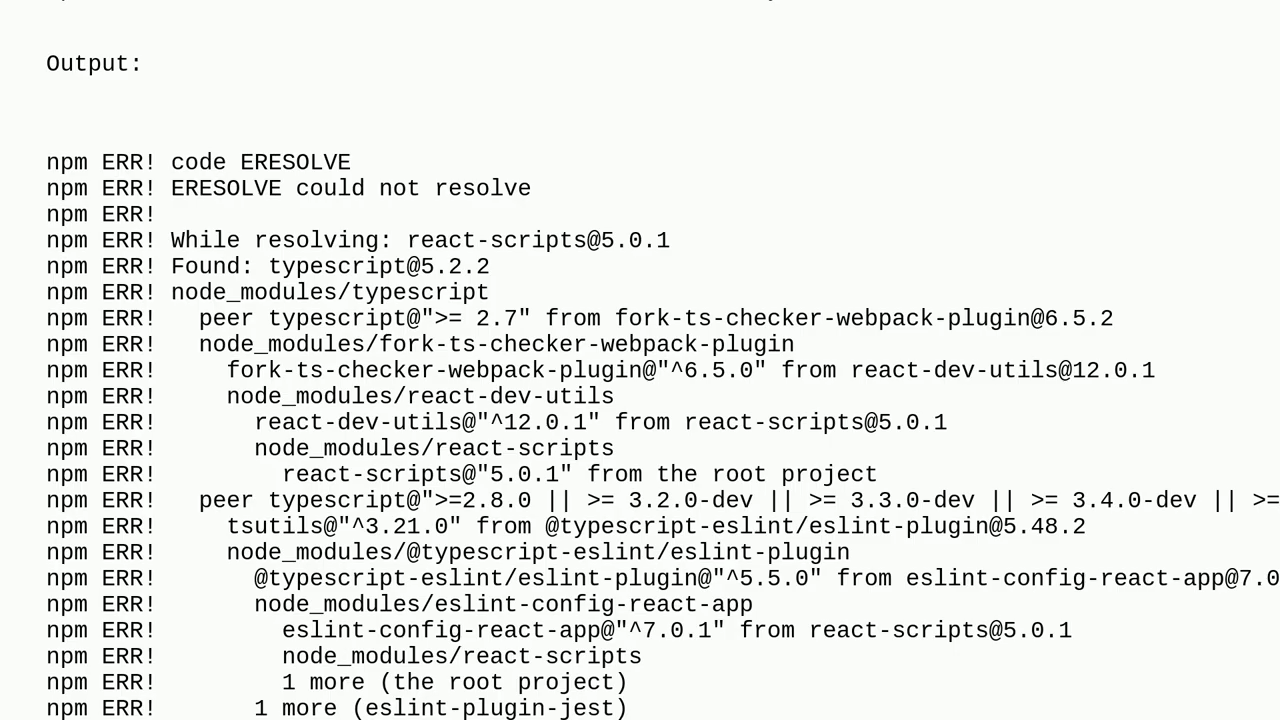 Output:
npm ERR! code ERESOLVE
npm ERR! ERESOLVE could not resolve
npm ERR!
npm ERR! While resolving: react-scripts@5.0.1
npm ERR! Found: typescript@5.2.2
npm ERR! node_modules/typescript
npm ERR!   peer typescript@">= 2.7" from fork-ts-checker-webpack-plugin@6.5.2
npm ERR!   node_modules/fork-ts-checker-webpack-plugin
npm ERR!     fork-ts-checker-webpack-plugin@"^6.5.0" from react-dev-utils@12.0.1
npm ERR!     node_modules/react-dev-utils
npm ERR!       react-dev-utils@"^12.0.1" from react-scripts@5.0.1
npm ERR!       node_modules/react-scripts
npm ERR!         react-scripts@"5.0.1" from the root project
npm ERR!   peer typescript@">=2.8.0 || >= 3.2.0-dev || >= 3.3.0-dev || >= 3.4.0-dev || >=
npm ERR!     tsutils@"^3.21.0" from @typescript-eslint/eslint-plugin@5.48.2
npm ERR!     node_modules/@typescript-eslint/eslint-plugin
npm ERR!       @typescript-eslint/eslint-plugin@"^5.5.0" from eslint-config-react-app@7.0
npm ERR!       node_modules/eslint-config-react-app
npm ERR!         eslint-config-react-app@"^7.0.1" from react-scripts@5.0.1
npm ERR!         node_modules/react-scripts
npm ERR!         1 more (the root project)
npm ERR!       1 more (eslint-plugin-jest)